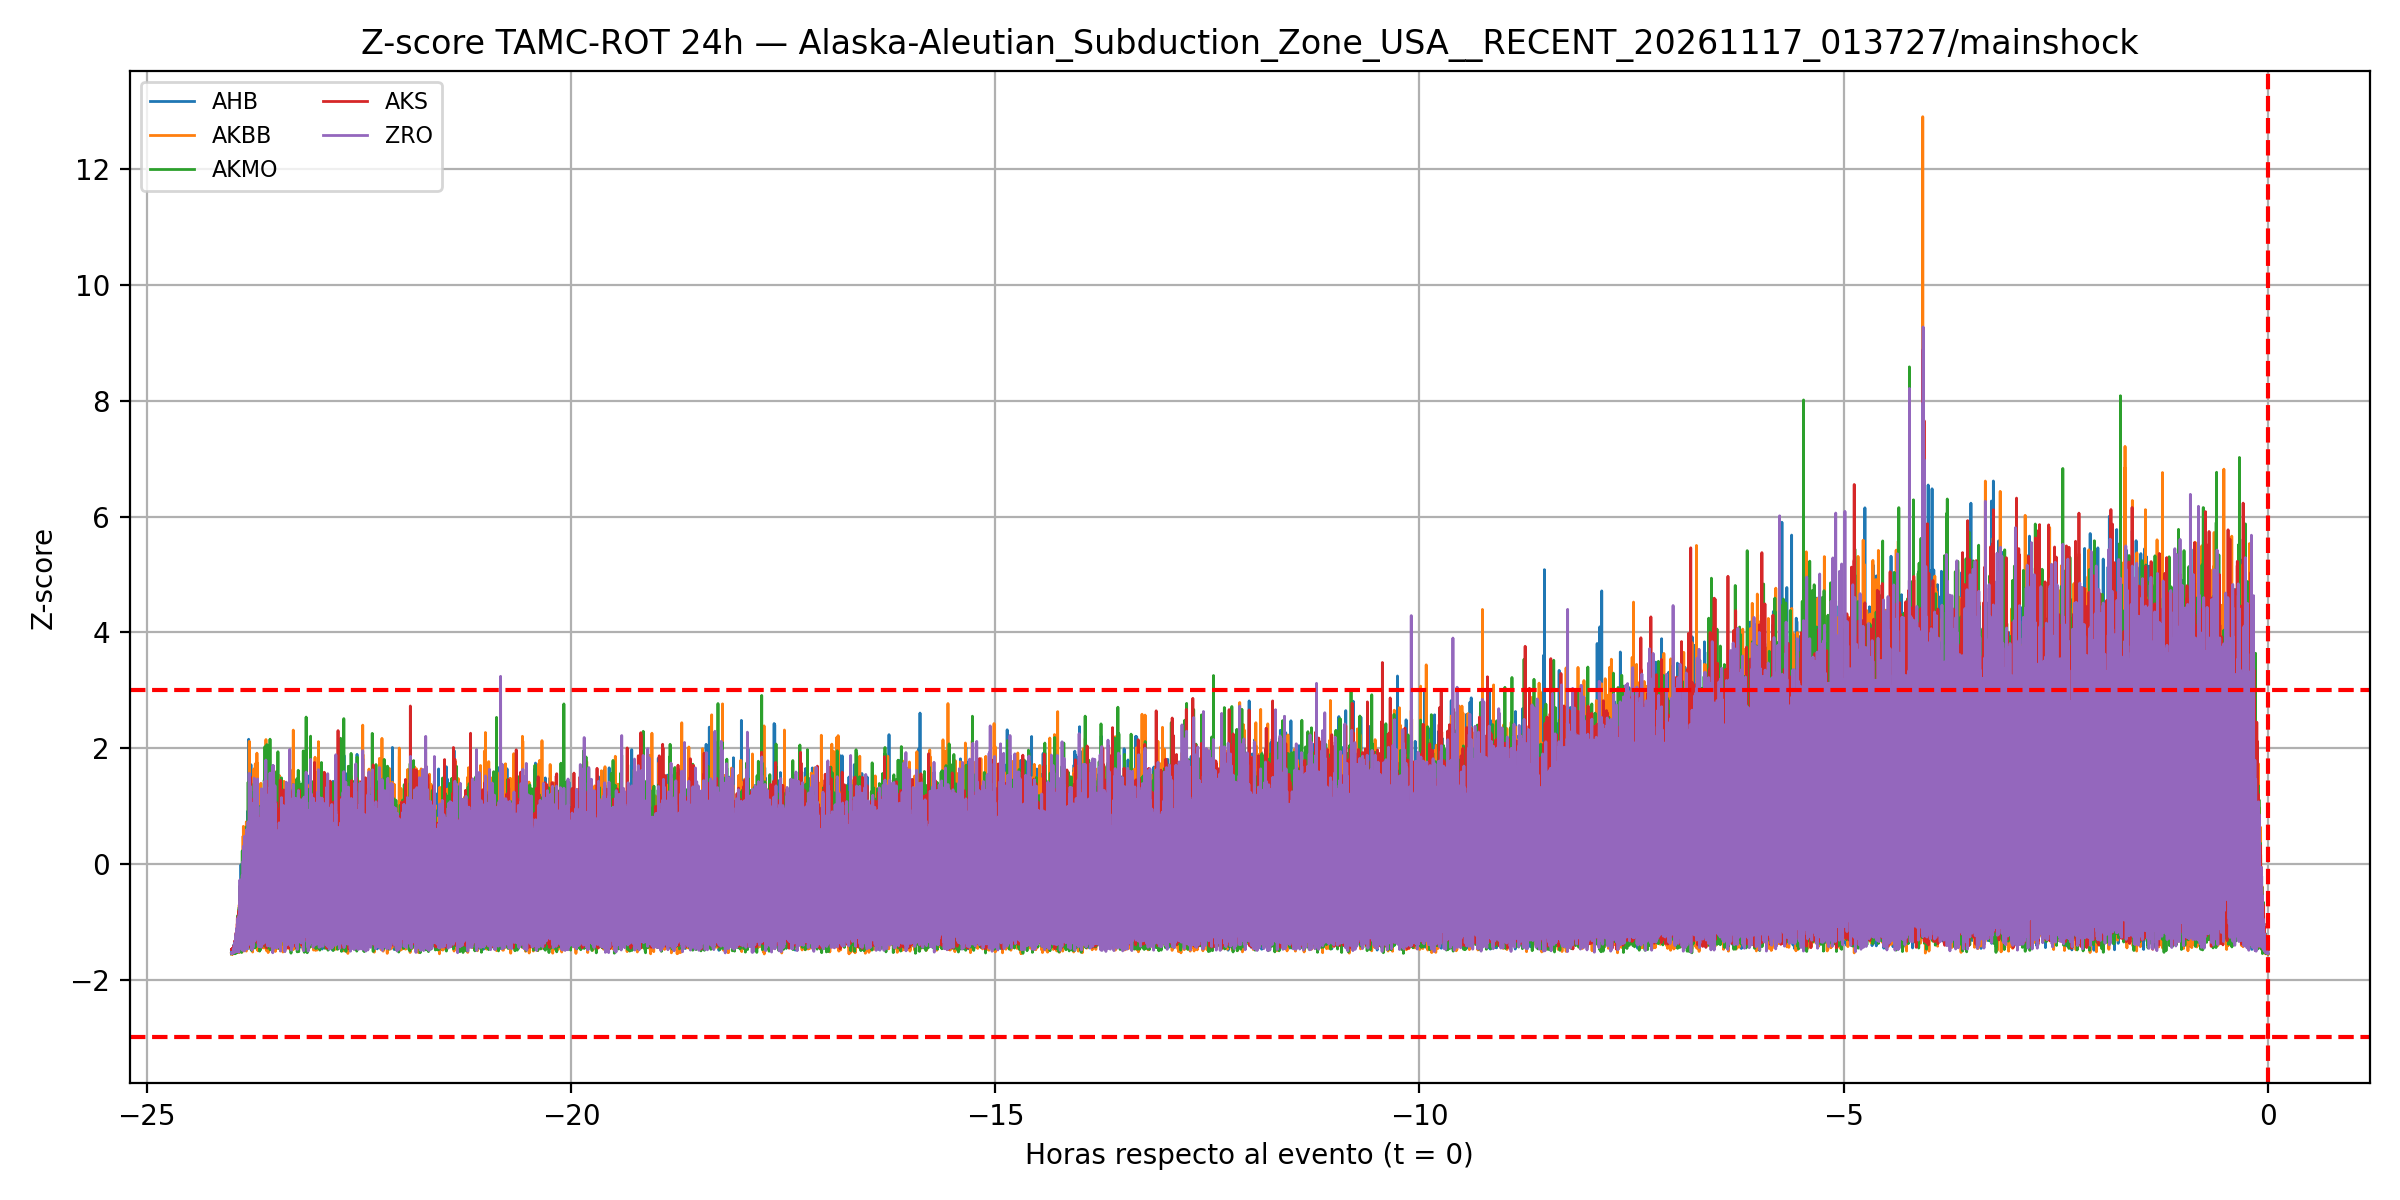 Z-score TAMC-ROT 24h — Alaska-Aleutian_Subduction_Zone_USA__RECENT_20261117_013727/mainshock
AHB
AKBB
AKMO
AKS
ZRO
12
10
8
6
4
2
0
−2
Z-score
−25
−20
−15
−10
−5
0
Horas respecto al evento (t = 0)